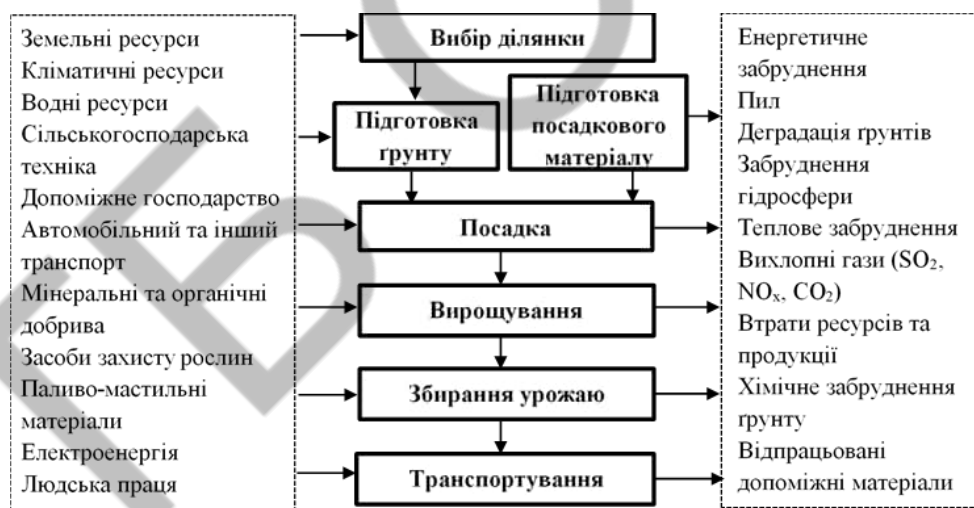 Земельні ресурси
Кліматичні ресурси
Водні ресурси
Сільськогосподарська
техніка
Допоміжне господарство
Автомобільний та інший
транспорт
Мінеральні та органічні
добрива
Засоби захисту рослин
Паливо-мастильні
матеріали
Електроенергія
Людська праця
Вибір ділянки
Підготовка
ґрунту
Підготовка
посадкового
матеріалу
Посадка
Вирощування
Збирання урожаю
Транспортування
Енергетичне
забруднення
Пил
Деградація ґрунтів
Забруднення
гідросфери
Теплове забруднення
Вихлопні гази (SO₂,
NOₓ, CO₂)
Втрати ресурсів та
продукції
Хімічне забруднення
ґрунту
Відпрацьовані
допоміжні матеріали